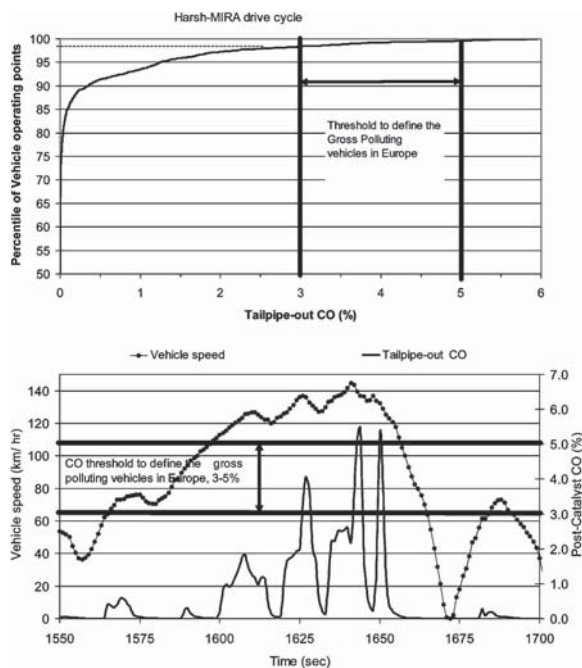 Harsh-MIRA drive cycle
Percentile of Vehicle operating points
100
95
90
85
80
75
70
65
60
55
50
Threshold to define the
Gross Polluting
vehicles in Europe
0 1 2 3 4 5 6
Tailpipe-out CO (%)
Vehicle speed Tailpipe-out CO
Vehicle speed (km/ hr)
140
120
100
80
60
40
20
0
CO threshold to define the gross
polluting vehicles in Europe, 3-5%
7.0
6.0
5.0
4.0
3.0
2.0
1.0
0.0
Post-Catalyst CO (%)
1550 1575 1600 1625 1650 1675 1700
Time (sec)